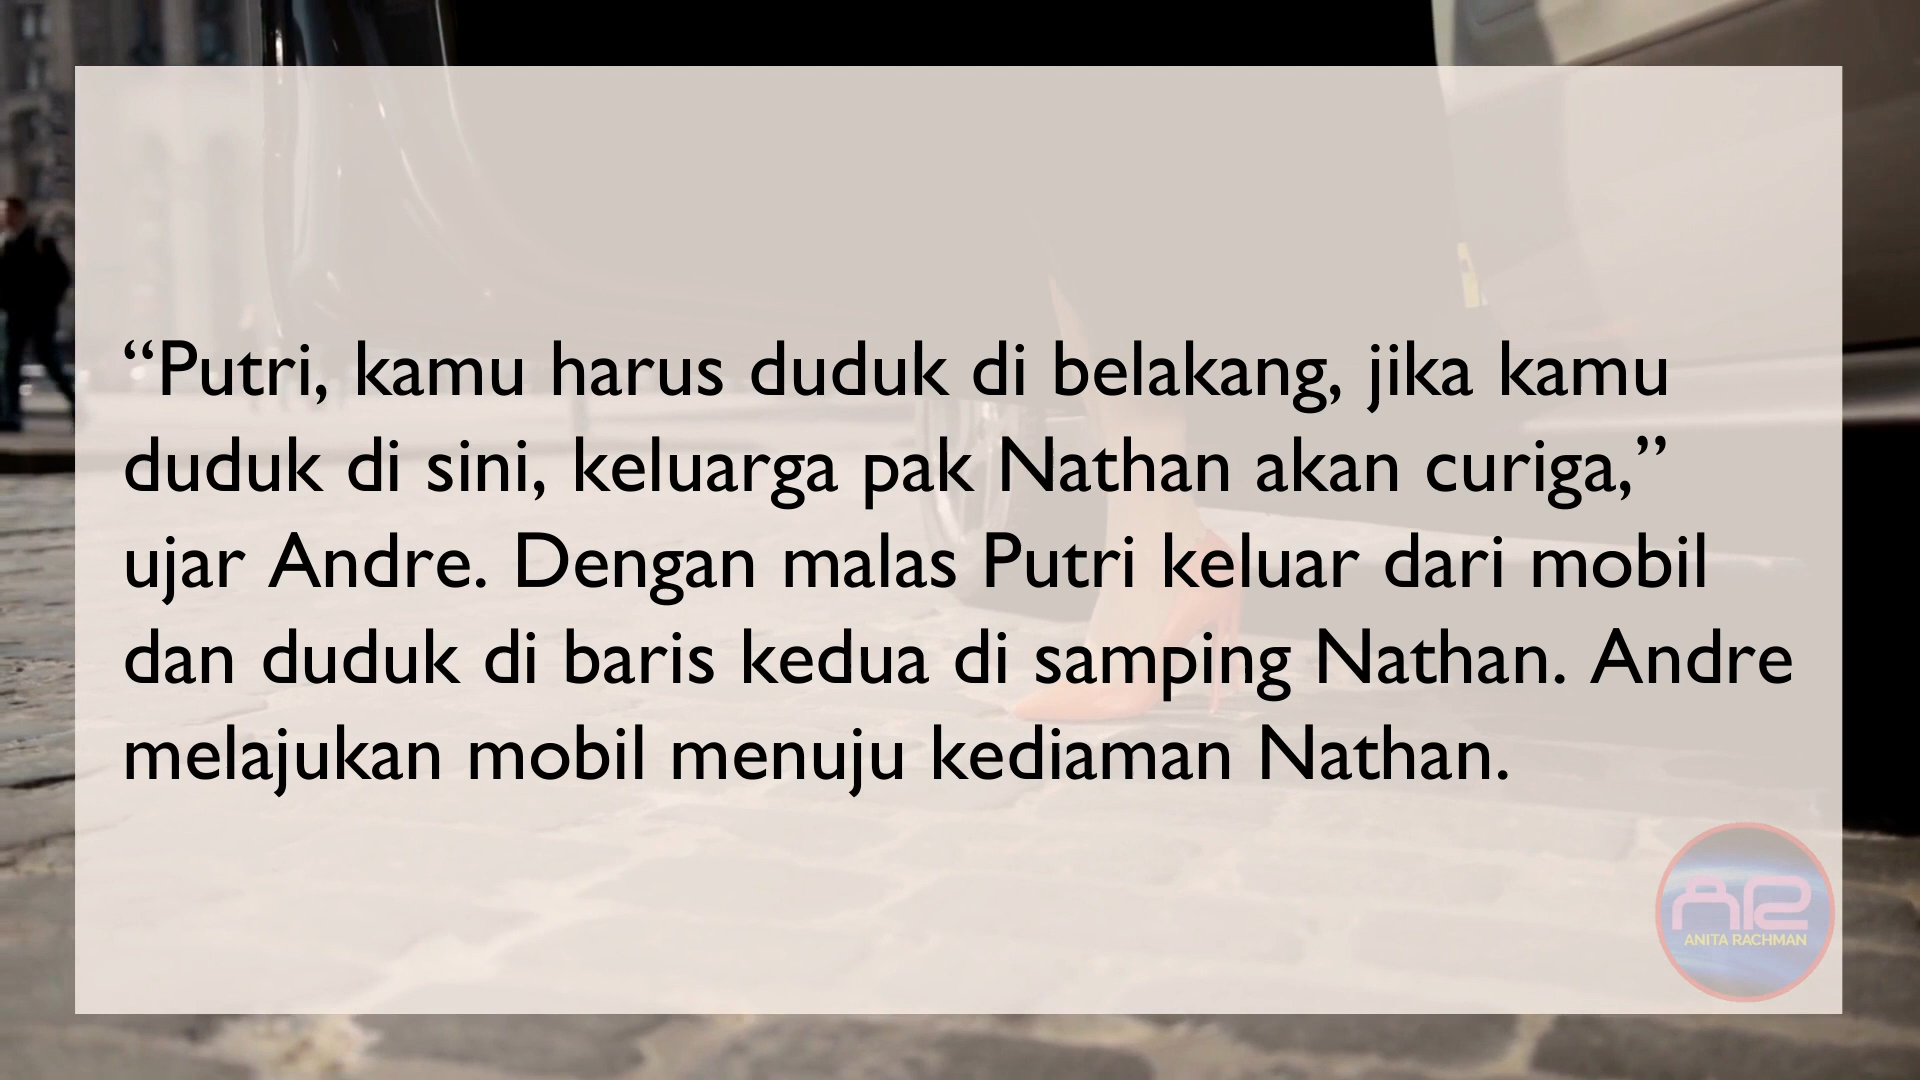 “Putri, kamu harus duduk di belakang, jika kamu
duduk di sini, keluarga pak Nathan akan curiga,”
ujar Andre. Dengan malas Putri keluar dari mobil
dan duduk di baris kedua di samping Nathan. Andre
melajukan mobil menuju kediaman Nathan.
AR
ANITA RACHMAN